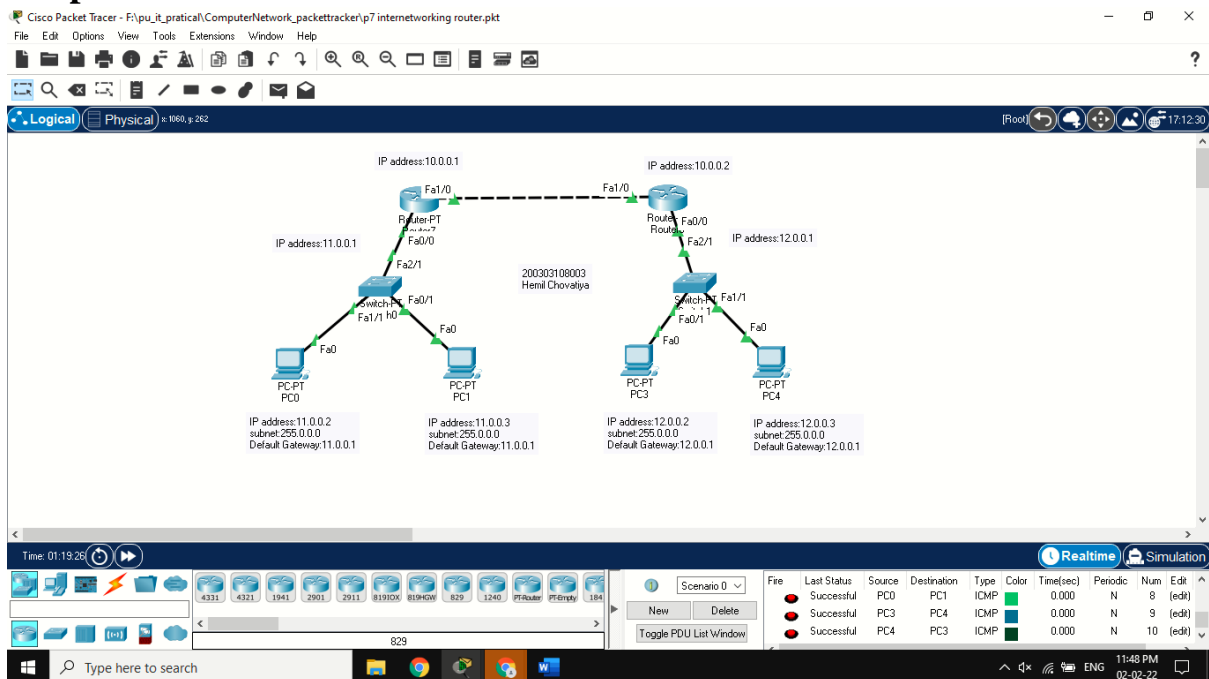 Cisco Packet Tracer - F:\pu_it_pratical\ComputerNetwork_packettracker\p7 internetworking router.pkt
File Edit Options View Tools Extensions Window Help
?
Logical Physical x: 1060, y: 262 [Root] 17:12:30
IP address:10.0.0.1
IP address:10.0.0.2
Fa1/0
Fa1/0
Router-PT
Fa0/0
Fa0/0
IP address:11.0.0.1
Fa2/1
IP address:12.0.0.1
Fa2/1
200303108003
Hemil Chovatiya
Fa0/1
Fa1/1
Fa1/1
Fa0/1
Fa0
Fa0
Fa0
Fa0
PC-PT
PC0
PC-PT
PC1
PC-PT
PC3
PC-PT
PC4
IP address:11.0.0.2
subnet:255.0.0.0
Default Gateway:11.0.0.1
IP address:11.0.0.3
subnet:255.0.0.0
Default Gateway:11.0.0.1
IP address:12.0.0.2
subnet:255.0.0.0
Default Gateway:12.0.0.1
IP address:12.0.0.3
subnet:255.0.0.0
Default Gateway:12.0.0.1
Time: 01:19:26 Realtime Simulation
4331 4321 1941 2901 2911 819IOX 819HGW 829 1240 PT-Router PT-Empty 184
829
Scenario 0
New Delete
Toggle PDU List Window
Fire Last Status Source Destination Type Color Time(sec) Periodic Num Edit
Successful PC0 PC1 ICMP 0.000 N 8 (edit)
Successful PC3 PC4 ICMP 0.000 N 9 (edit)
Successful PC4 PC3 ICMP 0.000 N 10 (edit)
Type here to search
ENG
11:48 PM
02-02-22